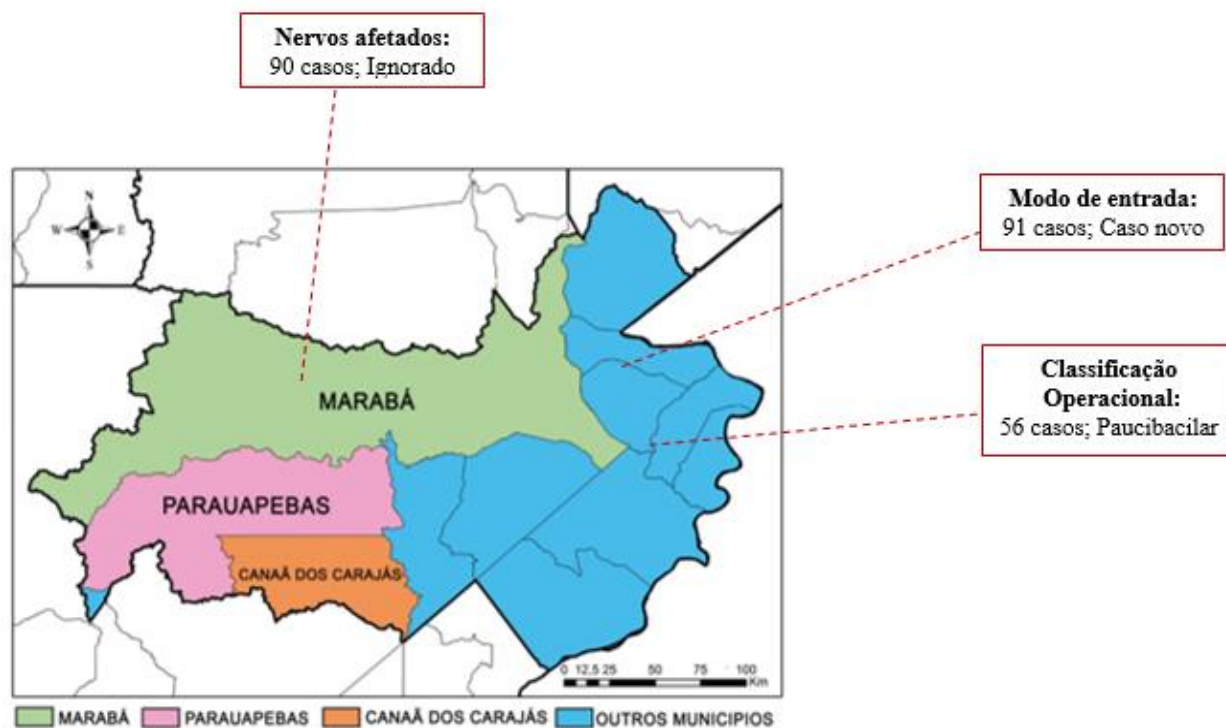 Nervos afetados:
90 casos; Ignorado
Modo de entrada:
91 casos; Caso novo
Classificação
Operacional:
56 casos; Paucibacilar
N
W E
S
MARABÁ
PARAUAPEBAS
CANAÃ DOS CARAJÁS
0 12,5 25 50 75 100
Km
MARABÁ PARAUAPEBAS CANAÃ DOS CARAJÁS OUTROS MUNICIPIOS